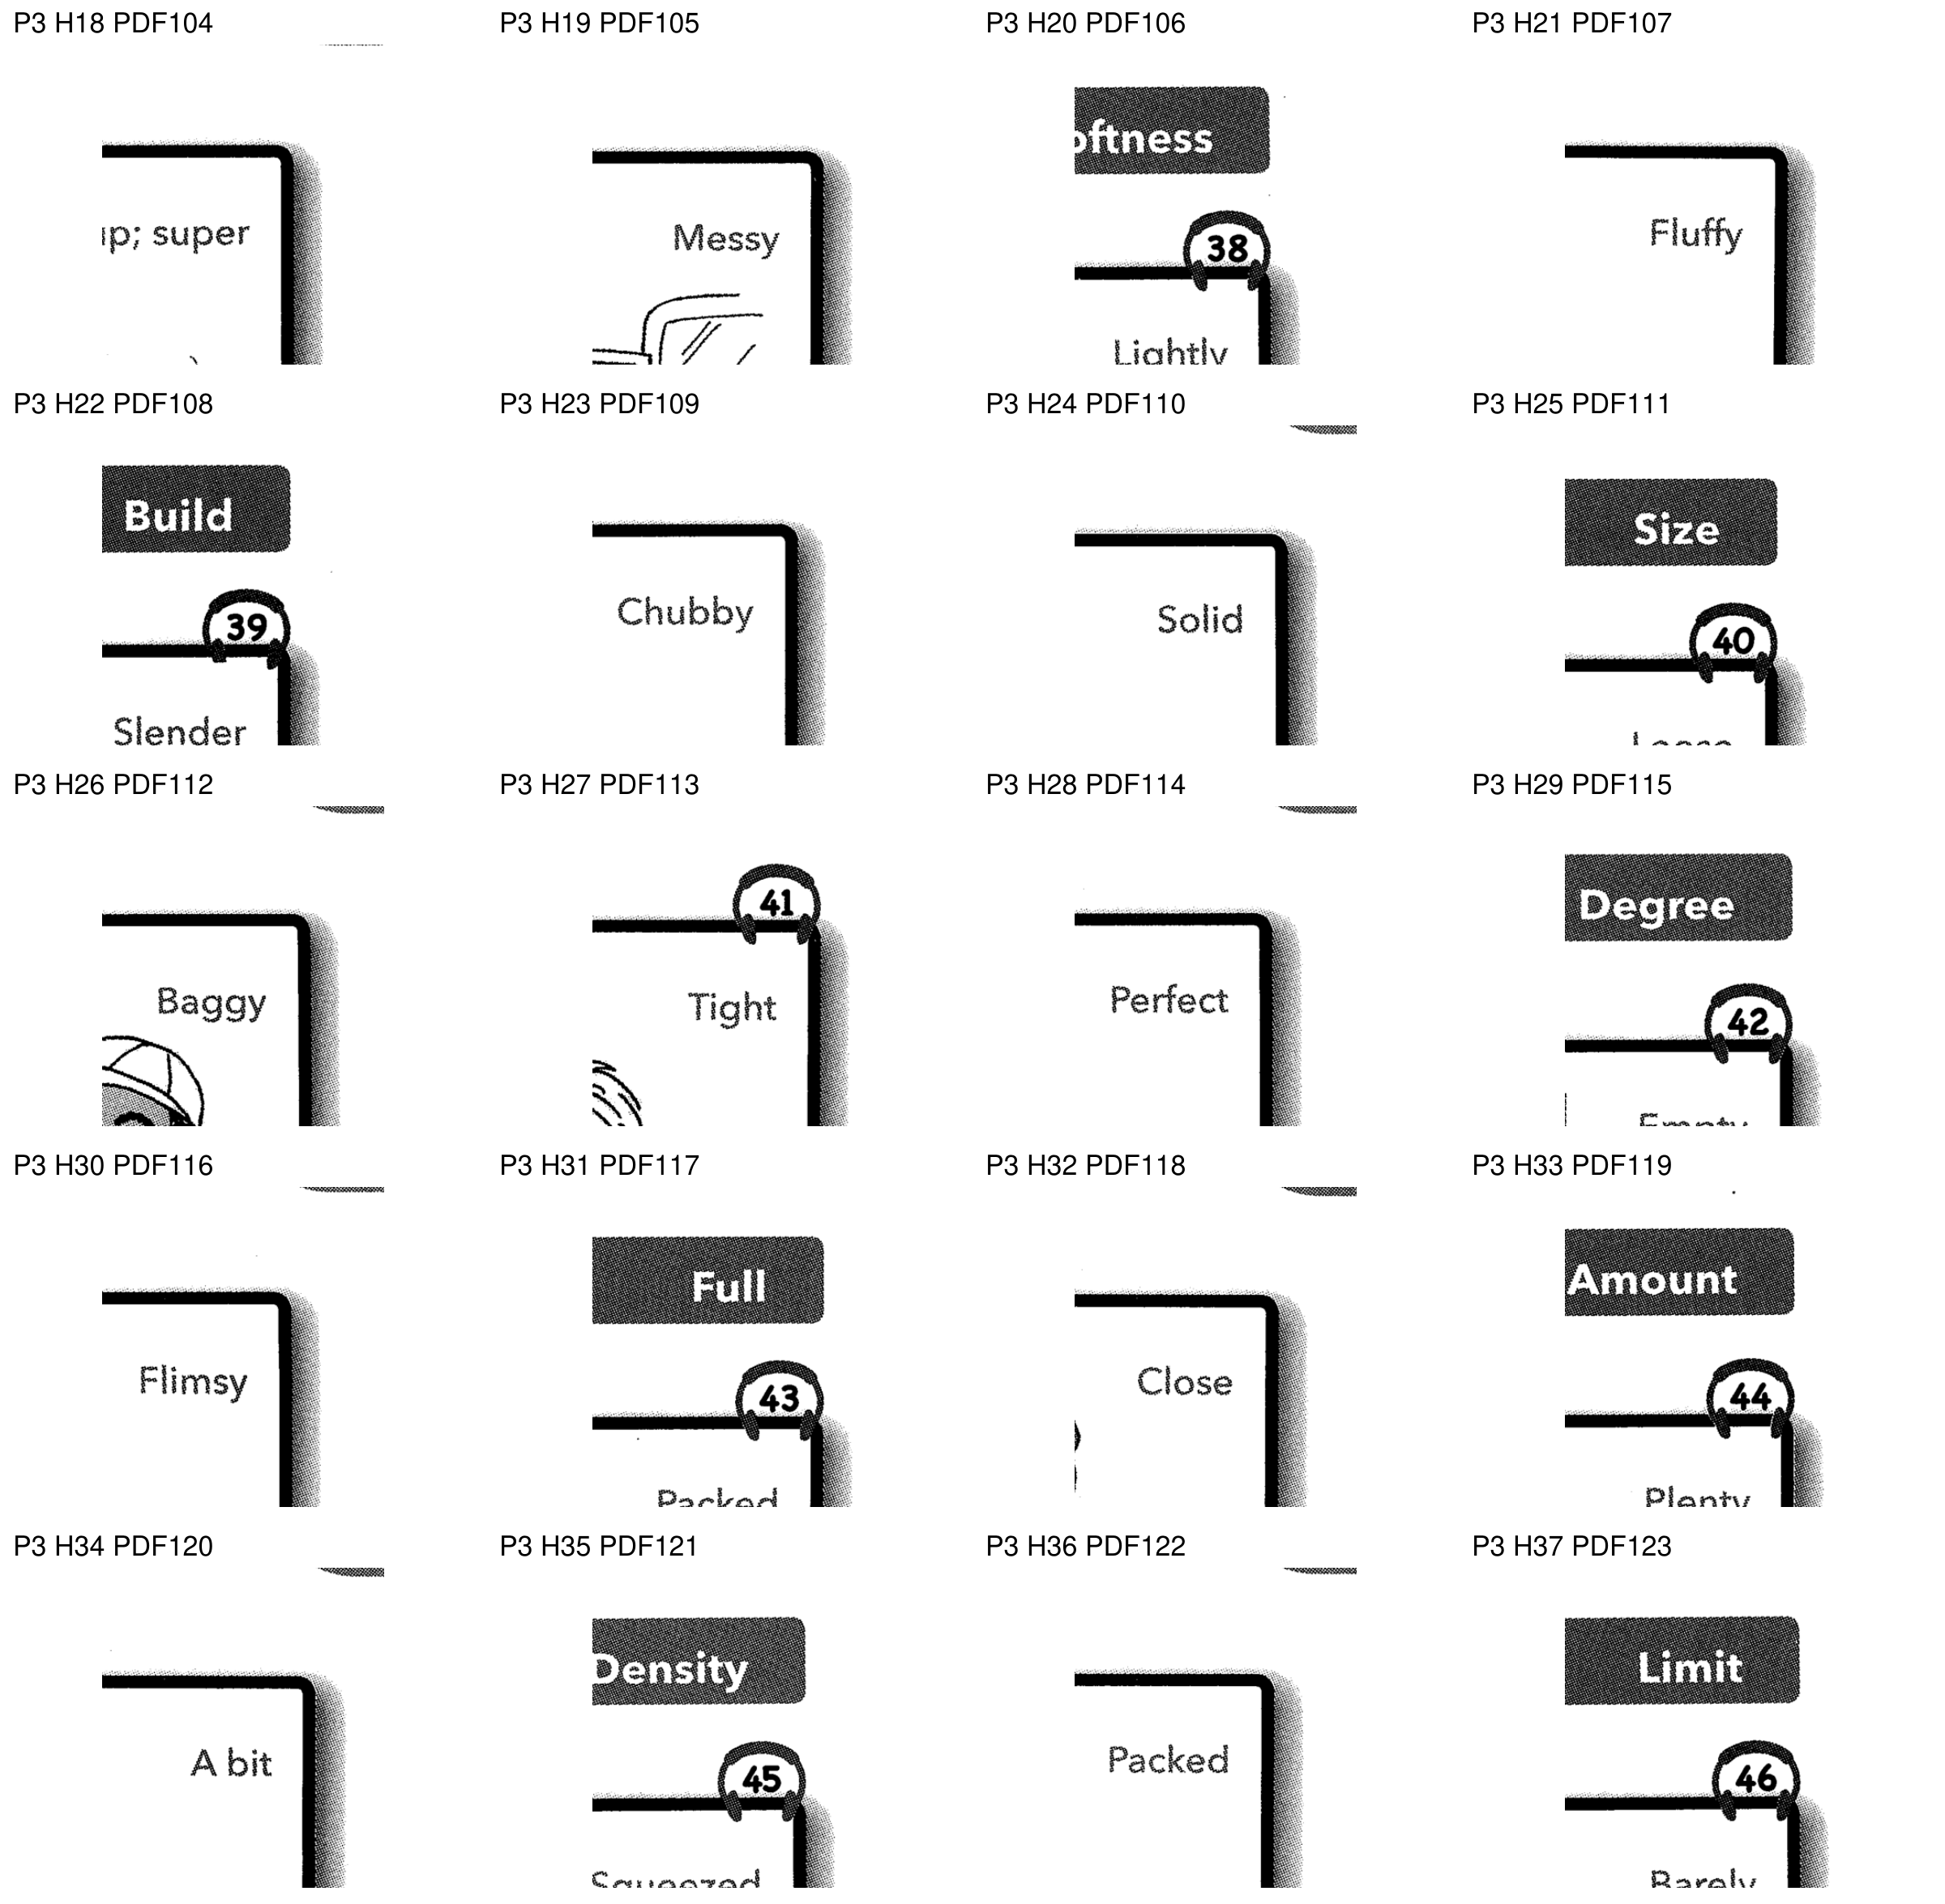 P3 H18 PDF104
P3 H19 PDF105
P3 H20 PDF106
P3 H21 PDF107
up; super
Messy
oftness
38
Lightly
Fluffy
P3 H22 PDF108
P3 H23 PDF109
P3 H24 PDF110
P3 H25 PDF111
Build
39
Slender
Chubby
Solid
Size
40
Loose
P3 H26 PDF112
P3 H27 PDF113
P3 H28 PDF114
P3 H29 PDF115
Baggy
41
Tight
Perfect
Degree
42
Empty
P3 H30 PDF116
P3 H31 PDF117
P3 H32 PDF118
P3 H33 PDF119
Flimsy
Full
43
Packed
Close
Amount
44
Plenty
P3 H34 PDF120
P3 H35 PDF121
P3 H36 PDF122
P3 H37 PDF123
A bit
Density
45
Squeezed
Packed
Limit
46
Barely